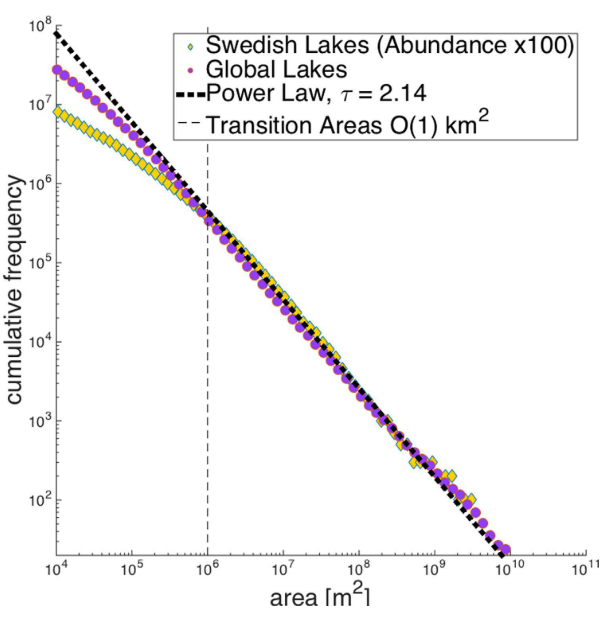 Swedish Lakes (Abundance x100)
Global Lakes
Power Law, τ = 2.14
Transition Areas O(1) km²
10⁸
10⁷
10⁶
10⁵
10⁴
10³
10²
cumulative frequency
10⁴ 10⁵ 10⁶ 10⁷ 10⁸ 10⁹ 10¹⁰ 10¹¹
area [m²]